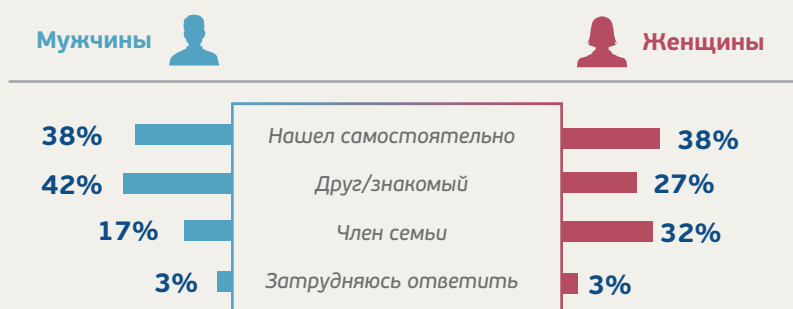 Мужчины Женщины
38% Нашел самостоятельно 38%
42% Друг/знакомый 27%
17% Член семьи 32%
3% Затрудняюсь ответить 3%